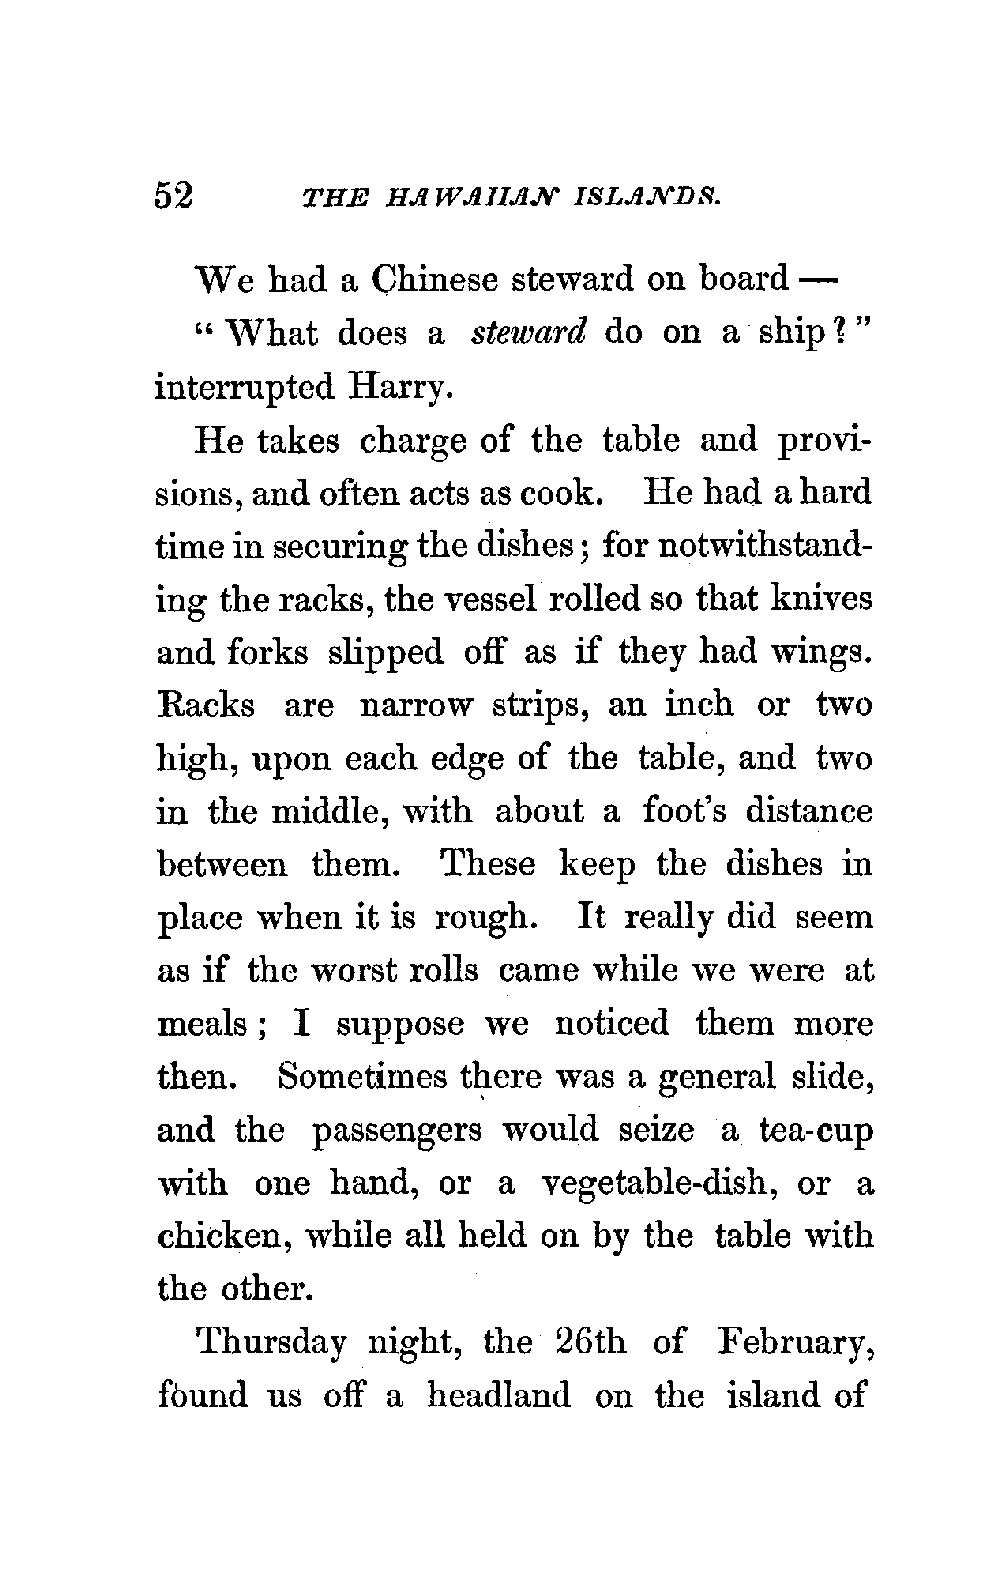 52 THE HAWAIIAN ISLANDS.
We had a Chinese steward on board —
“ What does a steward do on a ship ? ”
interrupted Harry.
He takes charge of the table and provi-
sions, and often acts as cook. He had a hard
time in securing the dishes ; for notwithstand-
ing the racks, the vessel rolled so that knives
and forks slipped off as if they had wings.
Racks are narrow strips, an inch or two
high, upon each edge of the table, and two
in the middle, with about a foot’s distance
between them. These keep the dishes in
place when it is rough. It really did seem
as if the worst rolls came while we were at
meals ; I suppose we noticed them more
then. Sometimes there was a general slide,
and the passengers would seize a tea-cup
with one hand, or a vegetable-dish, or a
chicken, while all held on by the table with
the other.
Thursday night, the 26th of February,
found us off a headland on the island of